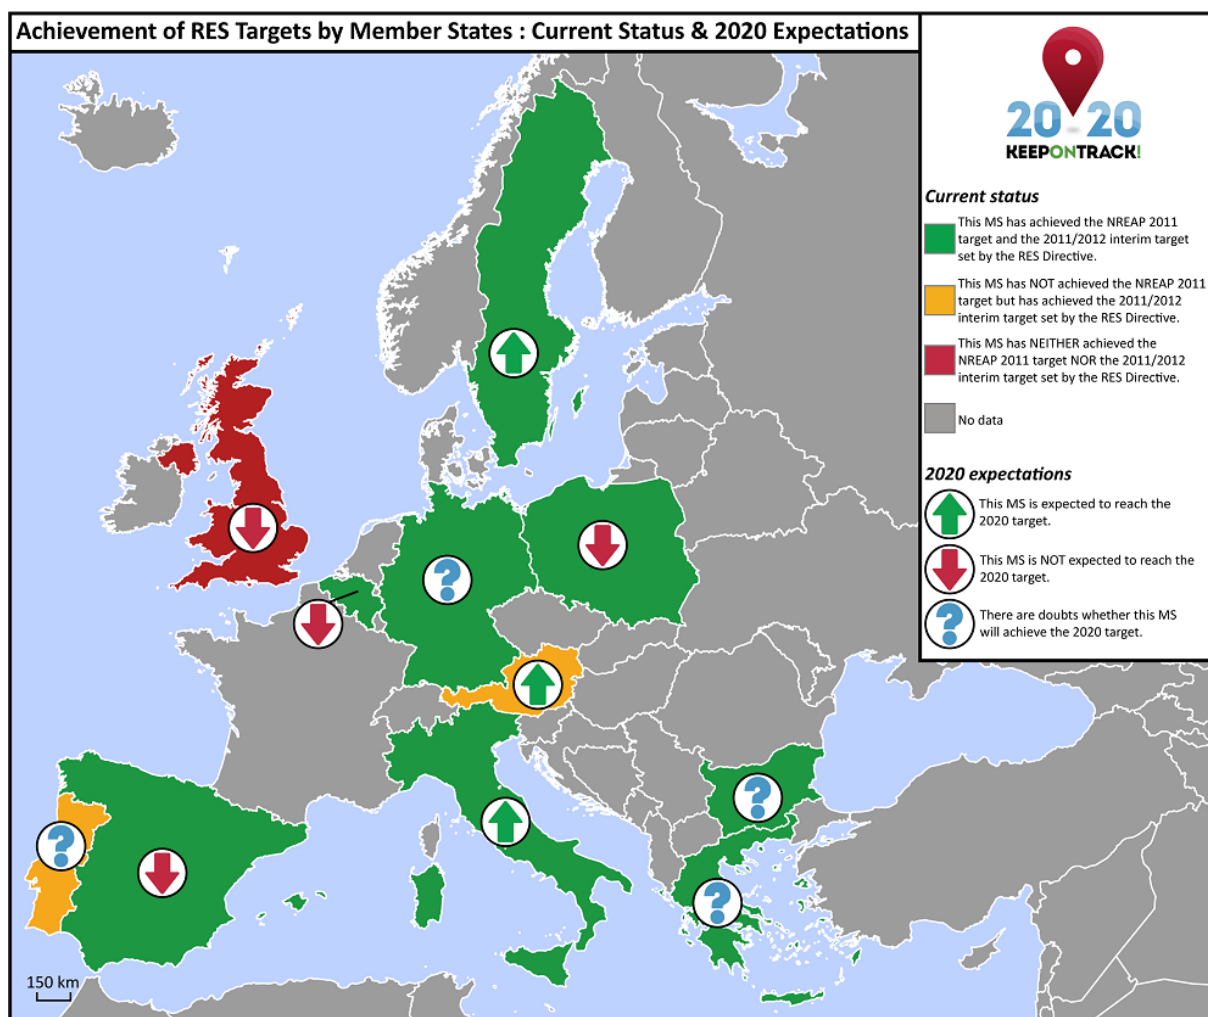 Achievement of RES Targets by Member States : Current Status & 2020 Expectations
20 20
KEEPONTRACK!
Current status
This MS has achieved the NREAP 2011
target and the 2011/2012 interim target
set by the RES Directive.
This MS has NOT achieved the NREAP 2011
target but has achieved the 2011/2012
interim target set by the RES Directive.
This MS has NEITHER achieved the
NREAP 2011 target NOR the 2011/2012
interim target set by the RES Directive.
No data
2020 expectations
This MS is expected to reach the
2020 target.
This MS is NOT expected to reach the
2020 target.
?
There are doubts whether this MS
will achieve the 2020 target.
?
?
?
?
150 km